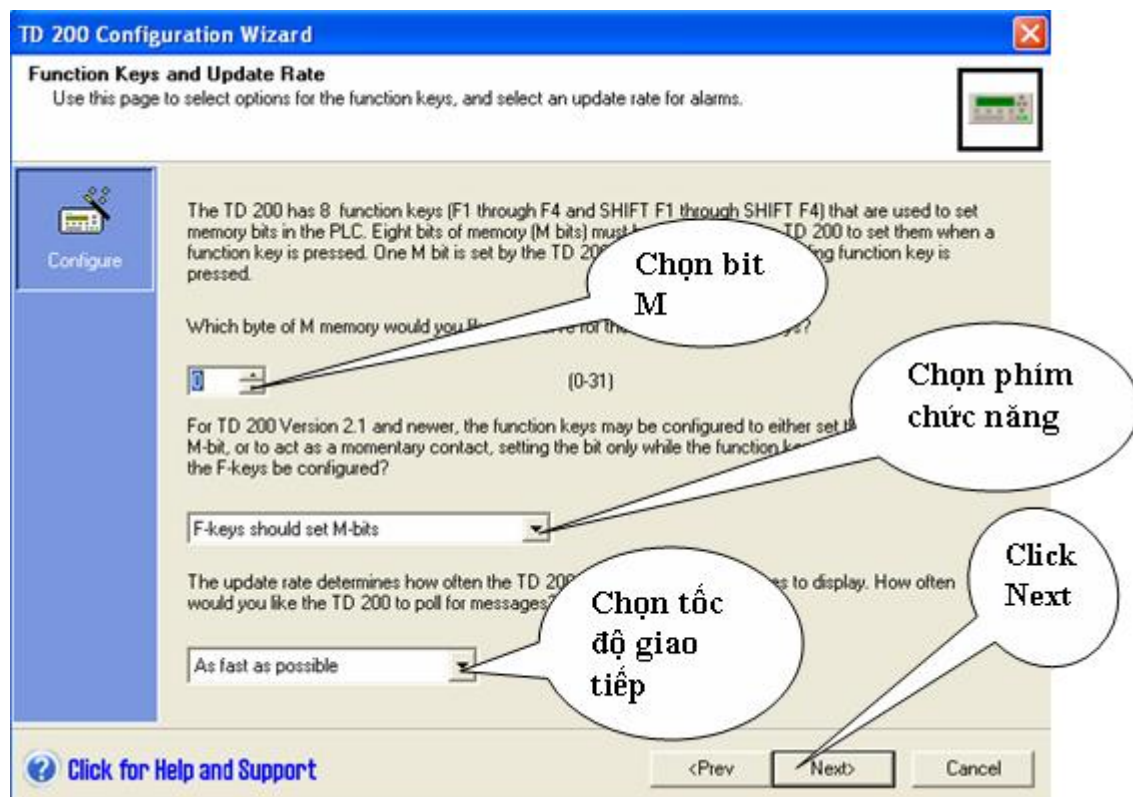 TD 200 Configuration Wizard
Function Keys and Update Rate
Use this page to select options for the function keys, and select an update rate for alarms.
Configure
The TD 200 has 8 function keys (F1 through F4 and SHIFT F1 through SHIFT F4) that are used to set
memory bits in the PLC. Eight bits of memory (M bits) must TD 200 to set them when a
function key is pressed. One M bit is set by the TD 200 function key is
pressed.
Chọn bit
M
Which byte of M memory would you for
0
(0-31)
Chọn phím
chức năng
For TD 200 Version 2.1 and newer, the function keys may be configured to either set
M-bit, or to act as a momentary contact, setting the bit only while the function
the F-keys be configured?
F-keys should set M-bits
Click
Next
The update rate determines how often the TD 200 to display. How often
would you like the TD 200 to poll for messages?
Chọn tốc
độ giao
tiếp
As fast as possible
Click for Help and Support
<Prev
Next>
Cancel